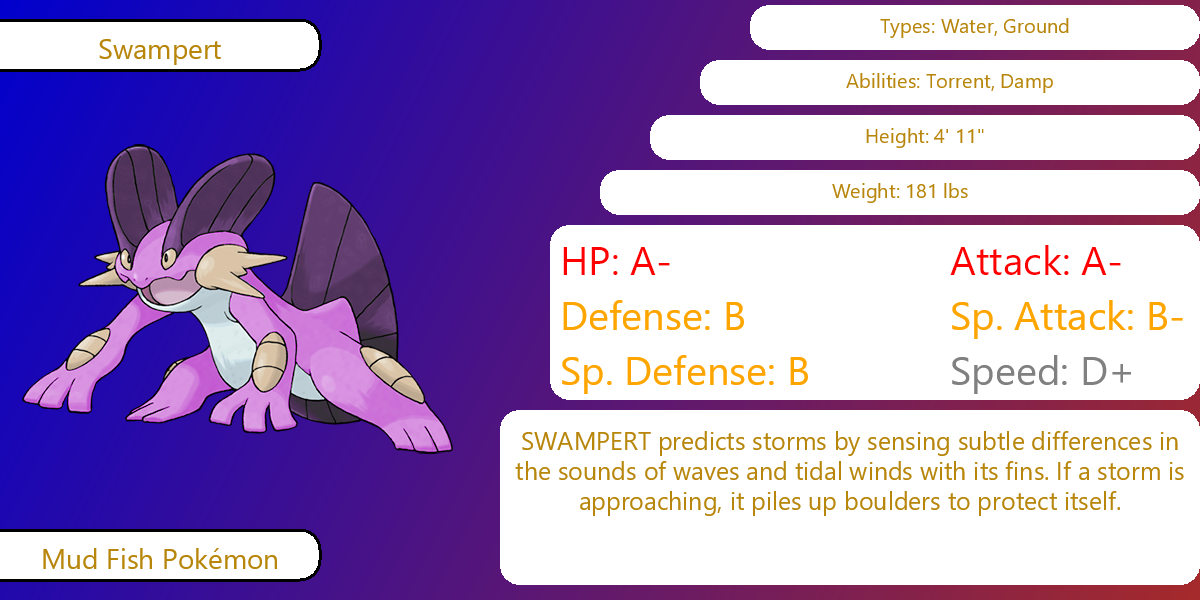 Swampert
Types: Water, Ground
Abilities: Torrent, Damp
Height: 4' 11"
Weight: 181 lbs
HP: A-
Attack: A-
Defense: B
Sp. Attack: B-
Sp. Defense: B
Speed: D+
SWAMPERT predicts storms by sensing subtle differences in
the sounds of waves and tidal winds with its fins. If a storm is
approaching, it piles up boulders to protect itself.
Mud Fish Pokémon